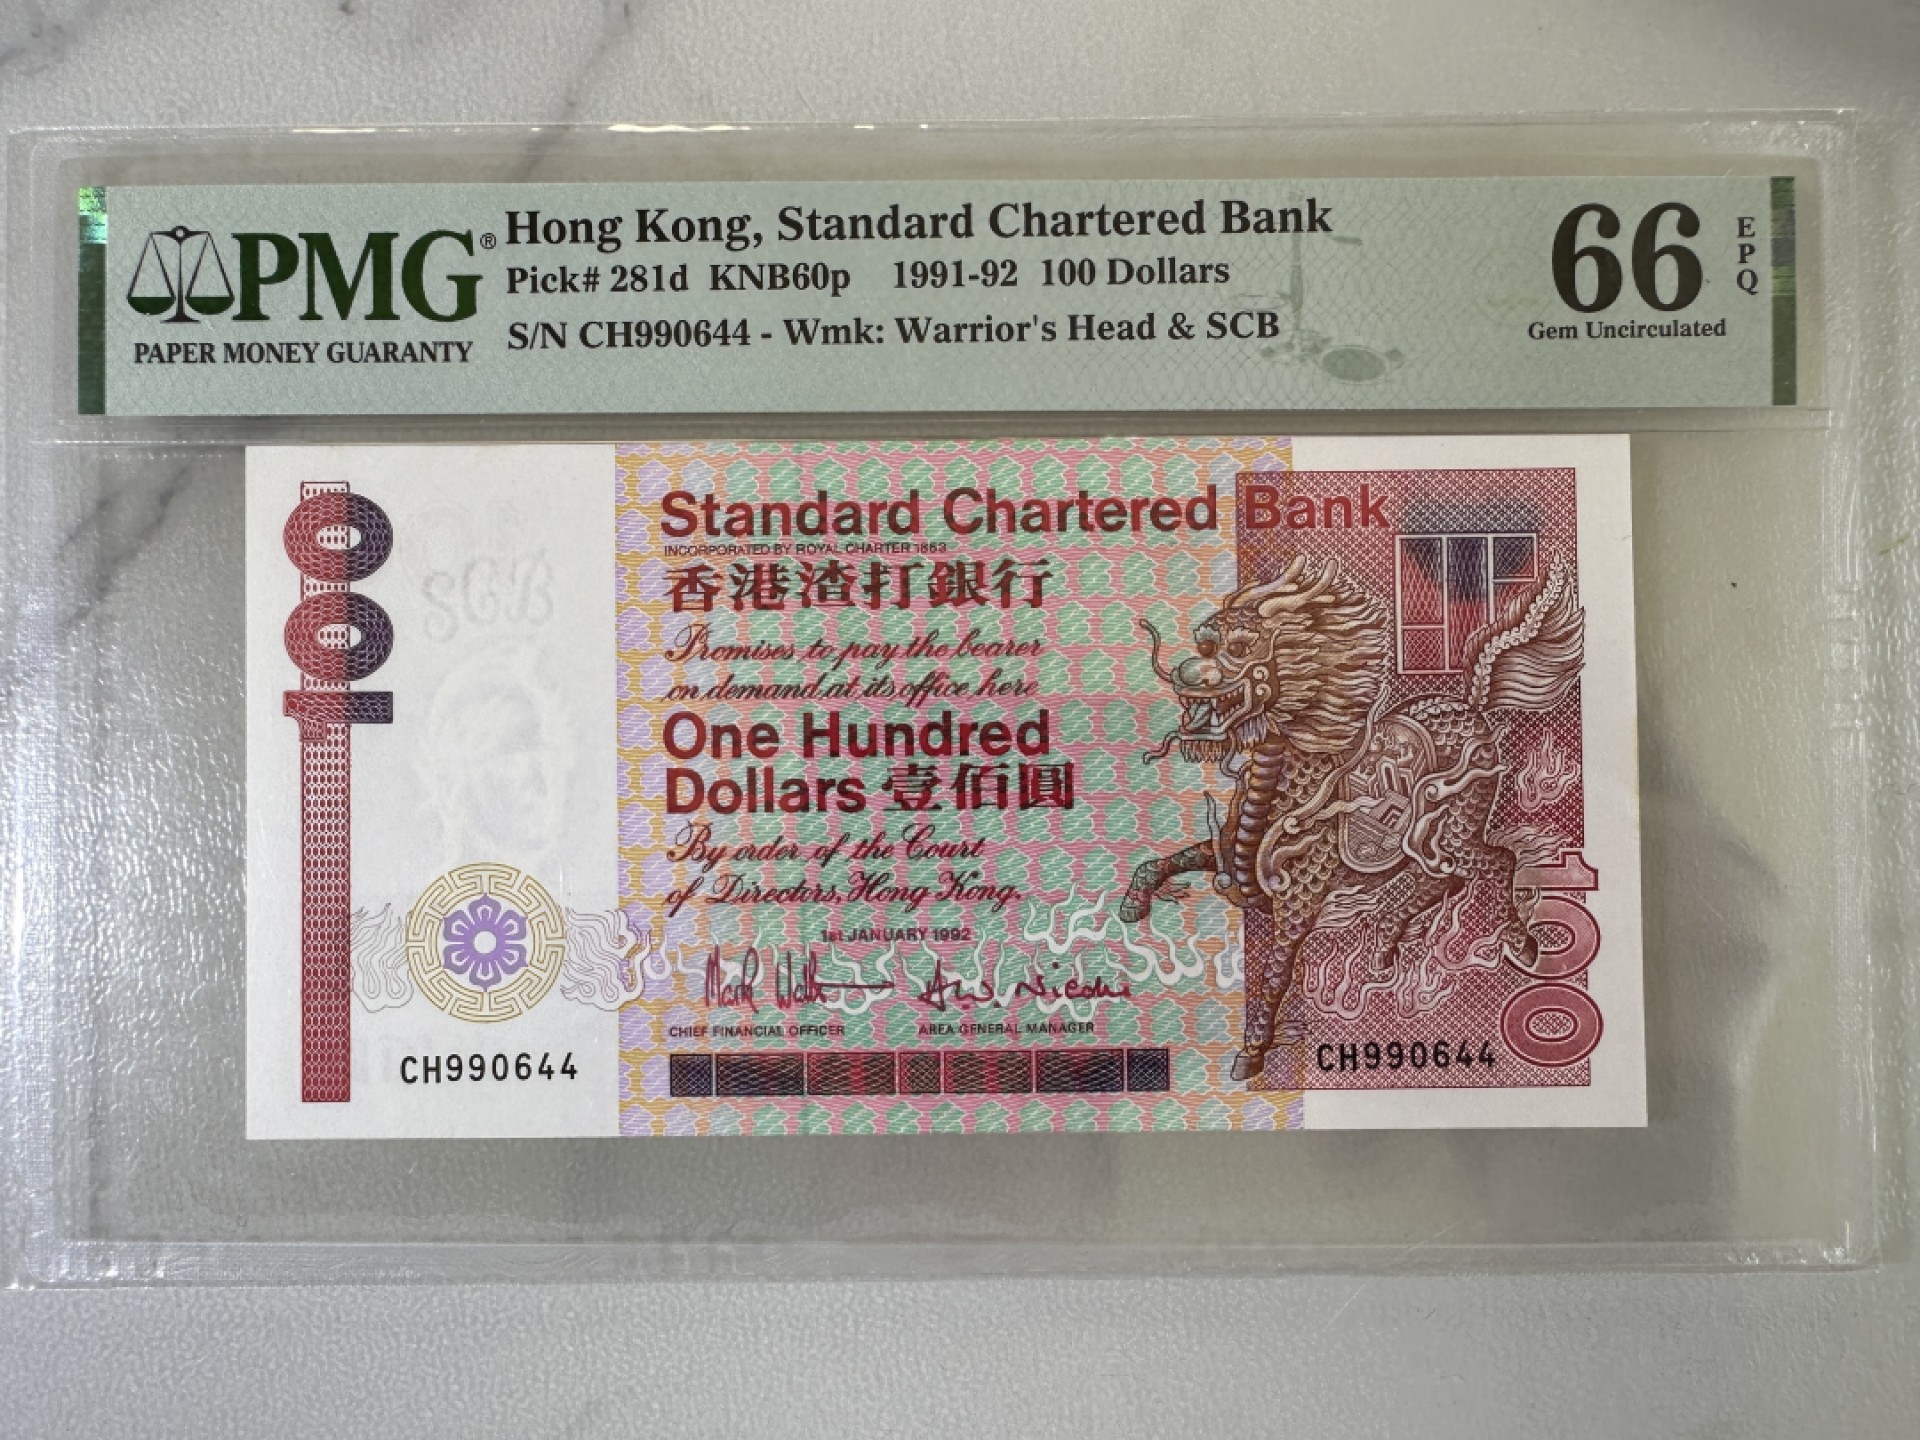 PMG®
PAPER MONEY GUARANTY
Hong Kong, Standard Chartered Bank
Pick# 281d KNB60p 1991-92 100 Dollars
S/N CH990644 - Wmk: Warrior's Head & SCB
66
EPQ
Gem Uncirculated
100
SCB
Standard Chartered Bank
INCORPORATED BY ROYAL CHARTER 1853
香港渣打銀行
Promises to pay the bearer
on demand at its office here
One Hundred
Dollars 壹佰圓
By order of the Court
of Directors, Hong Kong.
1st JANUARY 1992
CHIEF FINANCIAL OFFICER
AREA GENERAL MANAGER
CH990644
CH990644
100